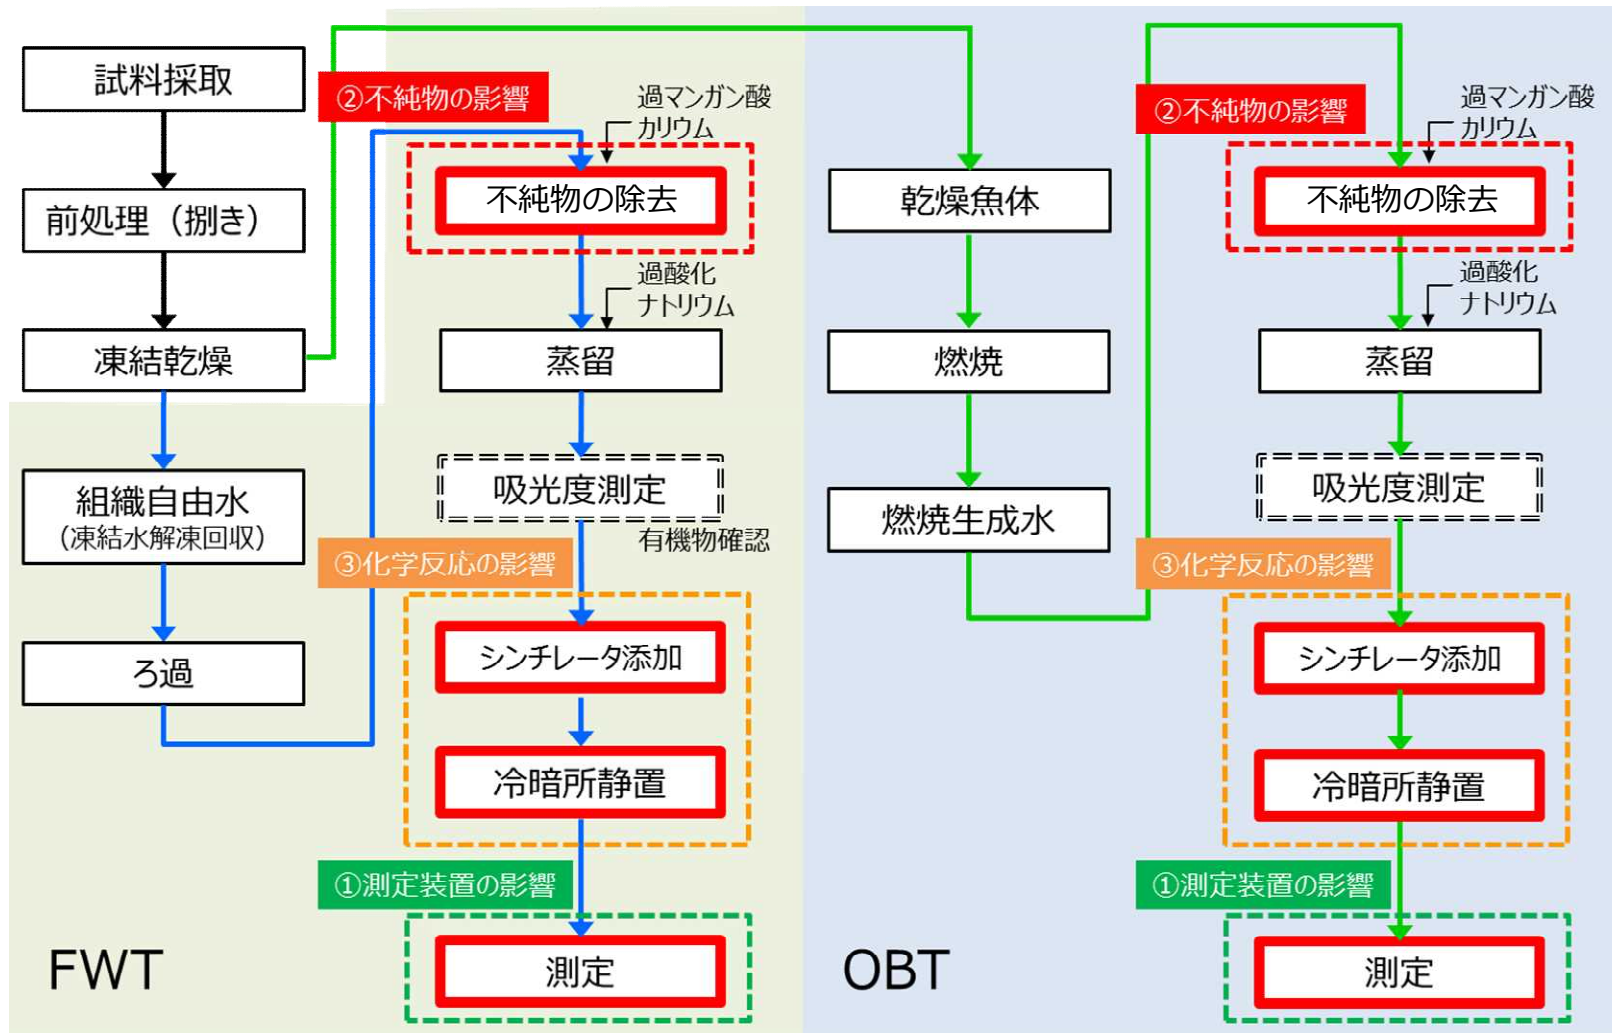 試料採取
前処理（捌き）
凍結乾燥
組織自由水
（凍結水解凍回収）
ろ過
FWT
②不純物の影響
過マンガン酸
カリウム
不純物の除去
過酸化
ナトリウム
蒸留
吸光度測定
有機物確認
③化学反応の影響
シンチレータ添加
冷暗所静置
①測定装置の影響
測定
乾燥魚体
燃焼
燃焼生成水
OBT
②不純物の影響
過マンガン酸
カリウム
不純物の除去
過酸化
ナトリウム
蒸留
吸光度測定
③化学反応の影響
シンチレータ添加
冷暗所静置
①測定装置の影響
測定